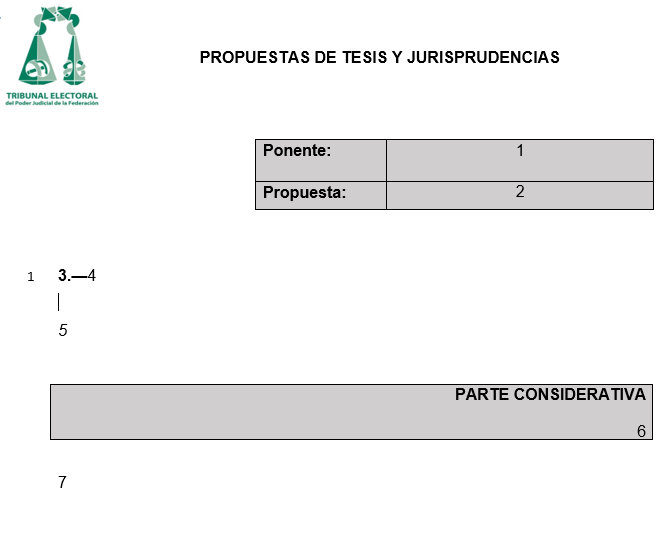 TRIBUNAL ELECTORAL
del Poder Judicial de la Federación
PROPUESTAS DE TESIS Y JURISPRUDENCIAS
Ponente: 1
Propuesta: 2
1 3.—4
5
PARTE CONSIDERATIVA
6
7